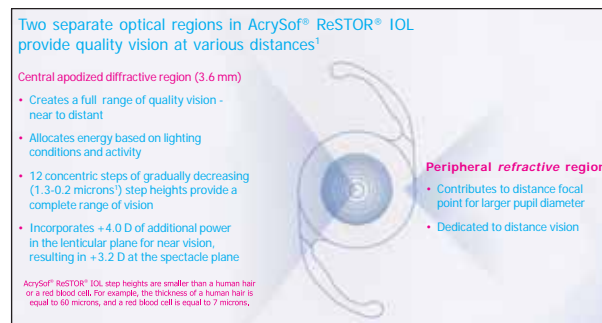 Two separate optical regions in AcrySof® ReSTOR® IOL
provide quality vision at various distances¹
Central apodized diffractive region (3.6 mm)
• Creates a full range of quality vision -
near to distant
• Allocates energy based on lighting
conditions and activity
• 12 concentric steps of gradually decreasing
(1.3-0.2 microns¹) step heights provide a
complete range of vision
• Incorporates +4.0 D of additional power
in the lenticular plane for near vision,
resulting in +3.2 D at the spectacle plane
AcrySof® ReSTOR® IOL step heights are smaller than a human hair
or a red blood cell. For example, the thickness of a human hair is
equal to 60 microns, and a red blood cell is equal to 7 microns.
Peripheral refractive region
• Contributes to distance focal
point for larger pupil diameter
• Dedicated to distance vision